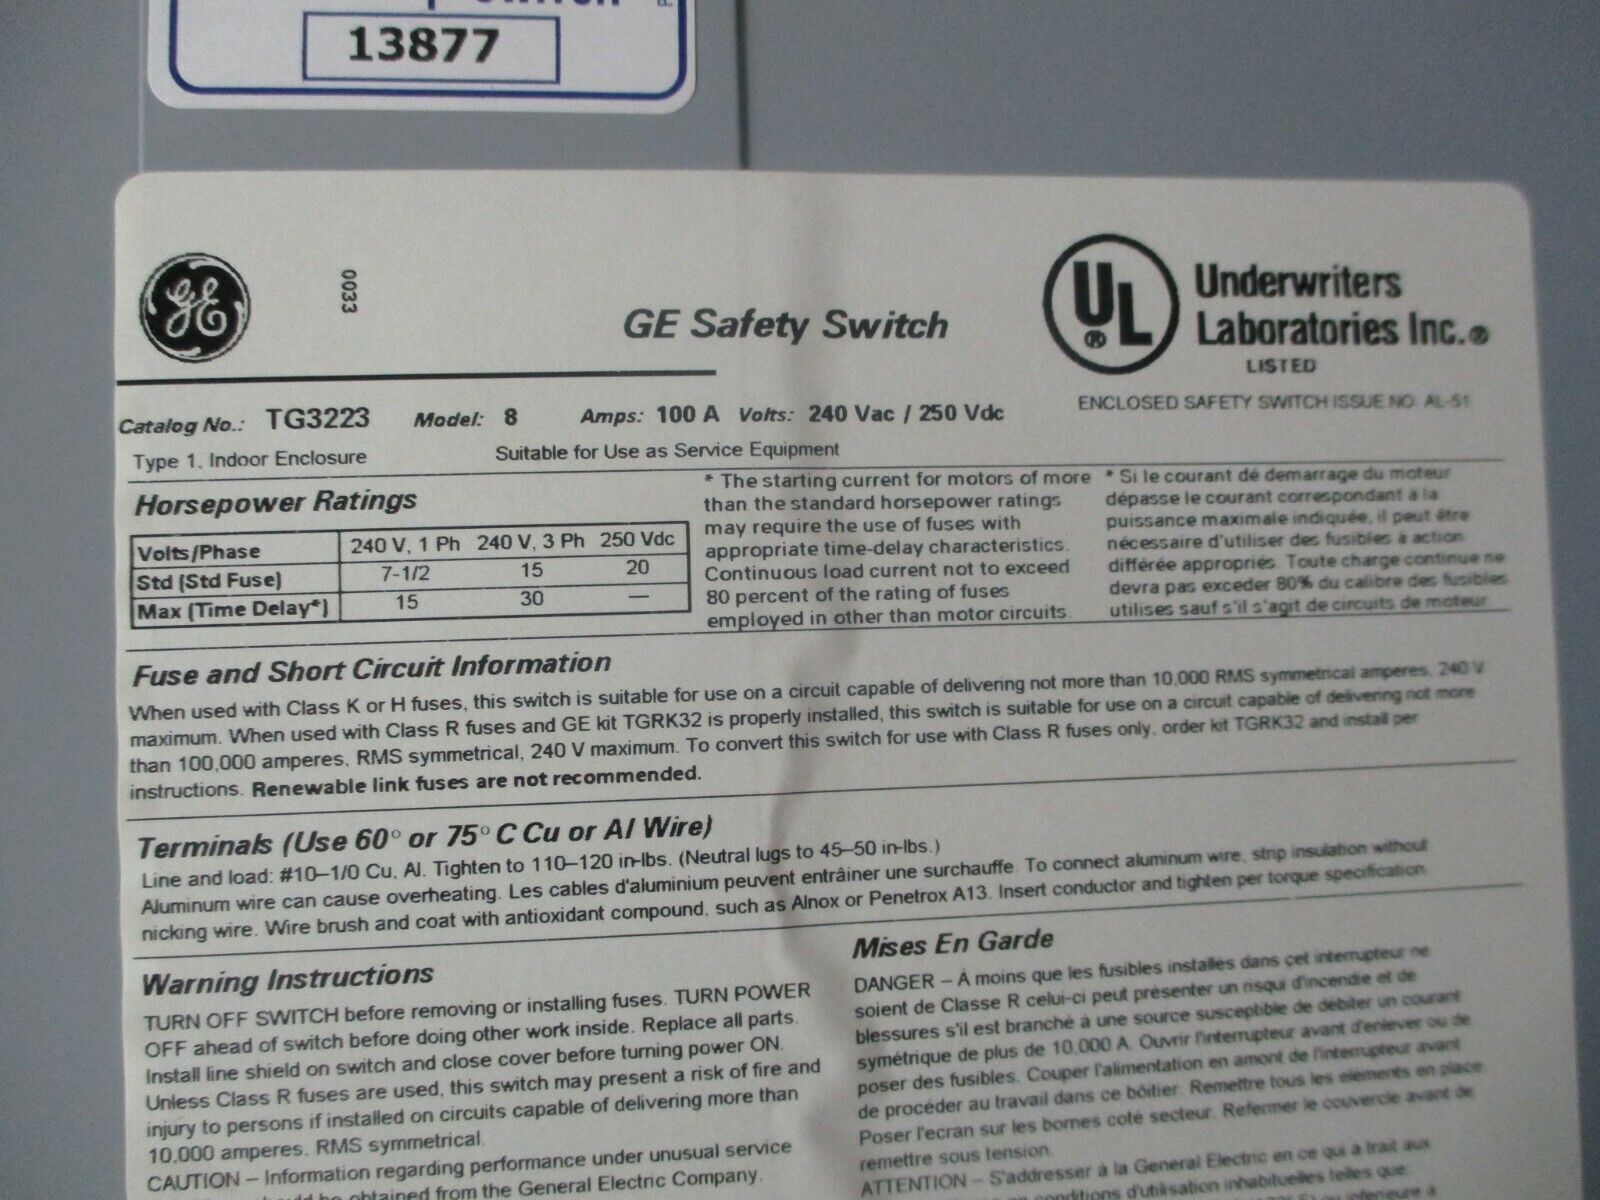 13877
GE
0033
GE Safety Switch
UL ®
Underwriters
Laboratories Inc.®
LISTED
ENCLOSED SAFETY SWITCH ISSUE NO. AL-51
Catalog No.: TG3223 Model: 8 Amps: 100 A Volts: 240 Vac / 250 Vdc
Type 1, Indoor Enclosure Suitable for Use as Service Equipment
Horsepower Ratings
Volts/Phase 240 V, 1 Ph 240 V, 3 Ph 250 Vdc
Std (Std Fuse) 7-1/2 15 20
Max (Time Delay*) 15 30 —
* The starting current for motors of more
than the standard horsepower ratings
may require the use of fuses with
appropriate time-delay characteristics.
Continuous load current not to exceed
80 percent of the rating of fuses
employed in other than motor circuits.
* Si le courant de demarrage du moteur
dépasse le courant correspondant à la
puissance maximale indiquée, il peut être
nécessaire d'utiliser des fusibles à action
différée appropriés. Toute charge continue ne
devra pas exceder 80% du calibre des fusibles
utilises sauf s'il s'agit de circuits de moteur.
Fuse and Short Circuit Information
When used with Class K or H fuses, this switch is suitable for use on a circuit capable of delivering not more than 10,000 RMS symmetrical amperes, 240 V
maximum. When used with Class R fuses and GE kit TGRK32 is properly installed, this switch is suitable for use on a circuit capable of delivering not more
than 100,000 amperes, RMS symmetrical, 240 V maximum. To convert this switch for use with Class R fuses only, order kit TGRK32 and install per
instructions. Renewable link fuses are not recommended.
Terminals (Use 60° or 75° C Cu or Al Wire)
Line and load: #10–1/0 Cu, Al. Tighten to 110–120 in-lbs. (Neutral lugs to 45–50 in-lbs.)
Aluminum wire can cause overheating. Les cables d'aluminium peuvent entraîner une surchauffe. To connect aluminum wire, strip insulation without
nicking wire. Wire brush and coat with antioxidant compound, such as Alnox or Penetrox A13. Insert conductor and tighten per torque specification.
Warning Instructions
TURN OFF SWITCH before removing or installing fuses. TURN POWER
OFF ahead of switch before doing other work inside. Replace all parts.
Install line shield on switch and close cover before turning power ON.
Unless Class R fuses are used, this switch may present a risk of fire and
injury to persons if installed on circuits capable of delivering more than
10,000 amperes, RMS symmetrical.
CAUTION – Information regarding performance under unusual service
be obtained from the General Electric Company.
Mises En Garde
DANGER – À moins que les fusibles installes dans cet interrupteur ne
soient de Classe R celui-ci peut présenter un risqui d'incendie et de
blessures s'il est branché à une source susceptible de débiter un courant
symétrique de plus de 10,000 A. Ouvrir l'interrupteur avant d'enlever ou de
poser des fusibles. Couper l'alimentation en amont de l'interrupteur avant
de procéder au travail dans ce bôitier. Remettre tous les elements en place
Poser l'ecran sur les bornes coté secteur. Refermer le couvercle avant de
remettre sous tension.
ATTENTION – S'addresser à la General Electric en ce qui à trait aux
conditions d'utilisation inhabituelles telles que: